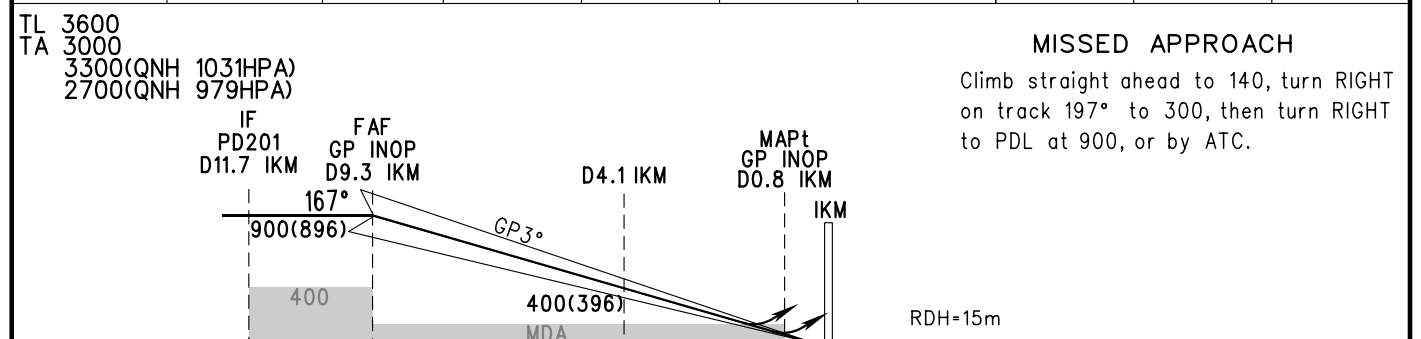 TL 3600
TA 3000
3300(QNH 1031HPA)
2700(QNH 979HPA)
MISSED APPROACH
Climb straight ahead to 140, turn RIGHT
on track 197° to 300, then turn RIGHT
to PDL at 900, or by ATC.
IF
PD201
D11.7 IKM
FAF
GP INOP
D9.3 IKM
D4.1 IKM
MAPt
GP INOP
D0.8 IKM
IKM
167°
900(896)
GP3°
400
400(396)
MDA
RDH=15m